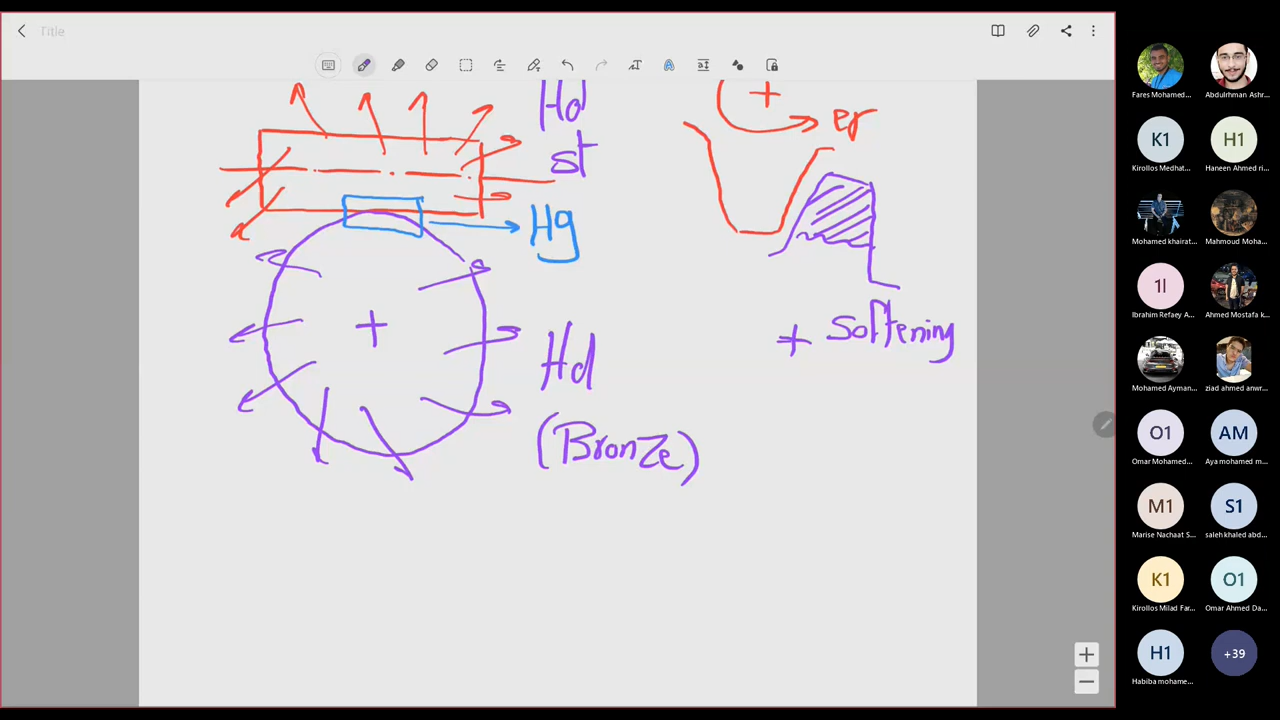 Title
Hd
st
Hg
+
er
+ Softening
+
Hd
(Bronze)
Fares Mohamed...
Abdulrhman Ashr...
K1
Kirollos Medhat...
H1
Haneen Ahmed ri...
Mohamed khairat...
Mahmoud Moha...
1I
Ibrahim Refaey A...
Ahmed Mostafa k...
Mohamed Ayman...
ziad ahmed anwr...
O1
Omar Mohamed...
AM
Aya mohamed m...
M1
Marise Nachaat S...
S1
saleh khaled abd...
K1
Kirollos Milad Far...
O1
Omar Ahmed Da...
H1
Habiba mohame...
+39